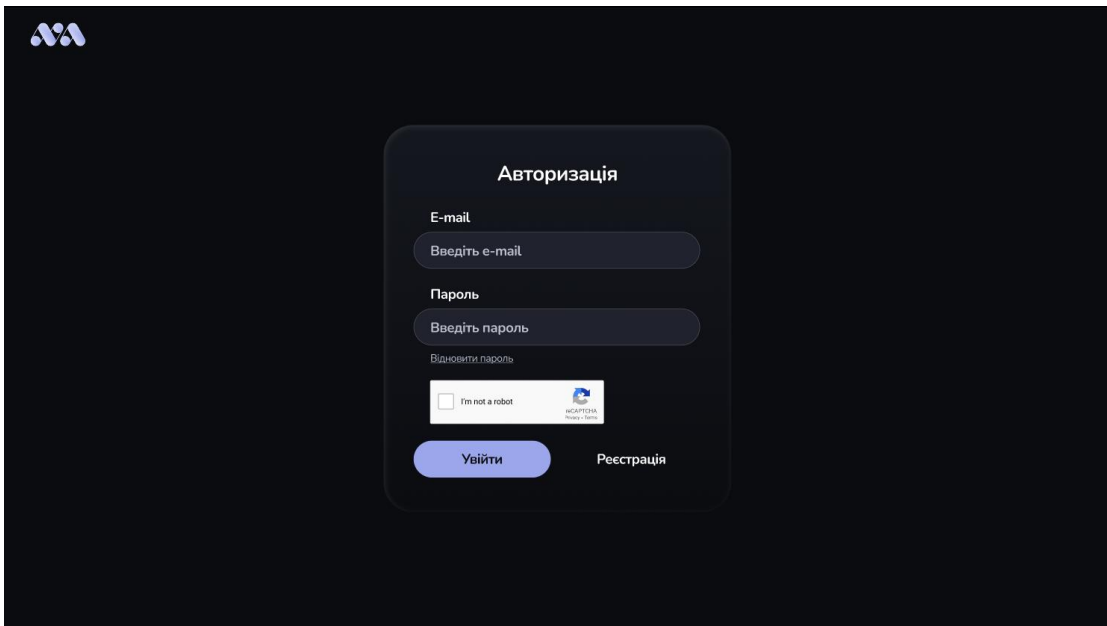 Авторизація
E-mail
Введіть e-mail
Пароль
Введіть пароль
Відновити пароль
I'm not a robot
reCAPTCHA
Privacy - Terms
Увійти
Реєстрація